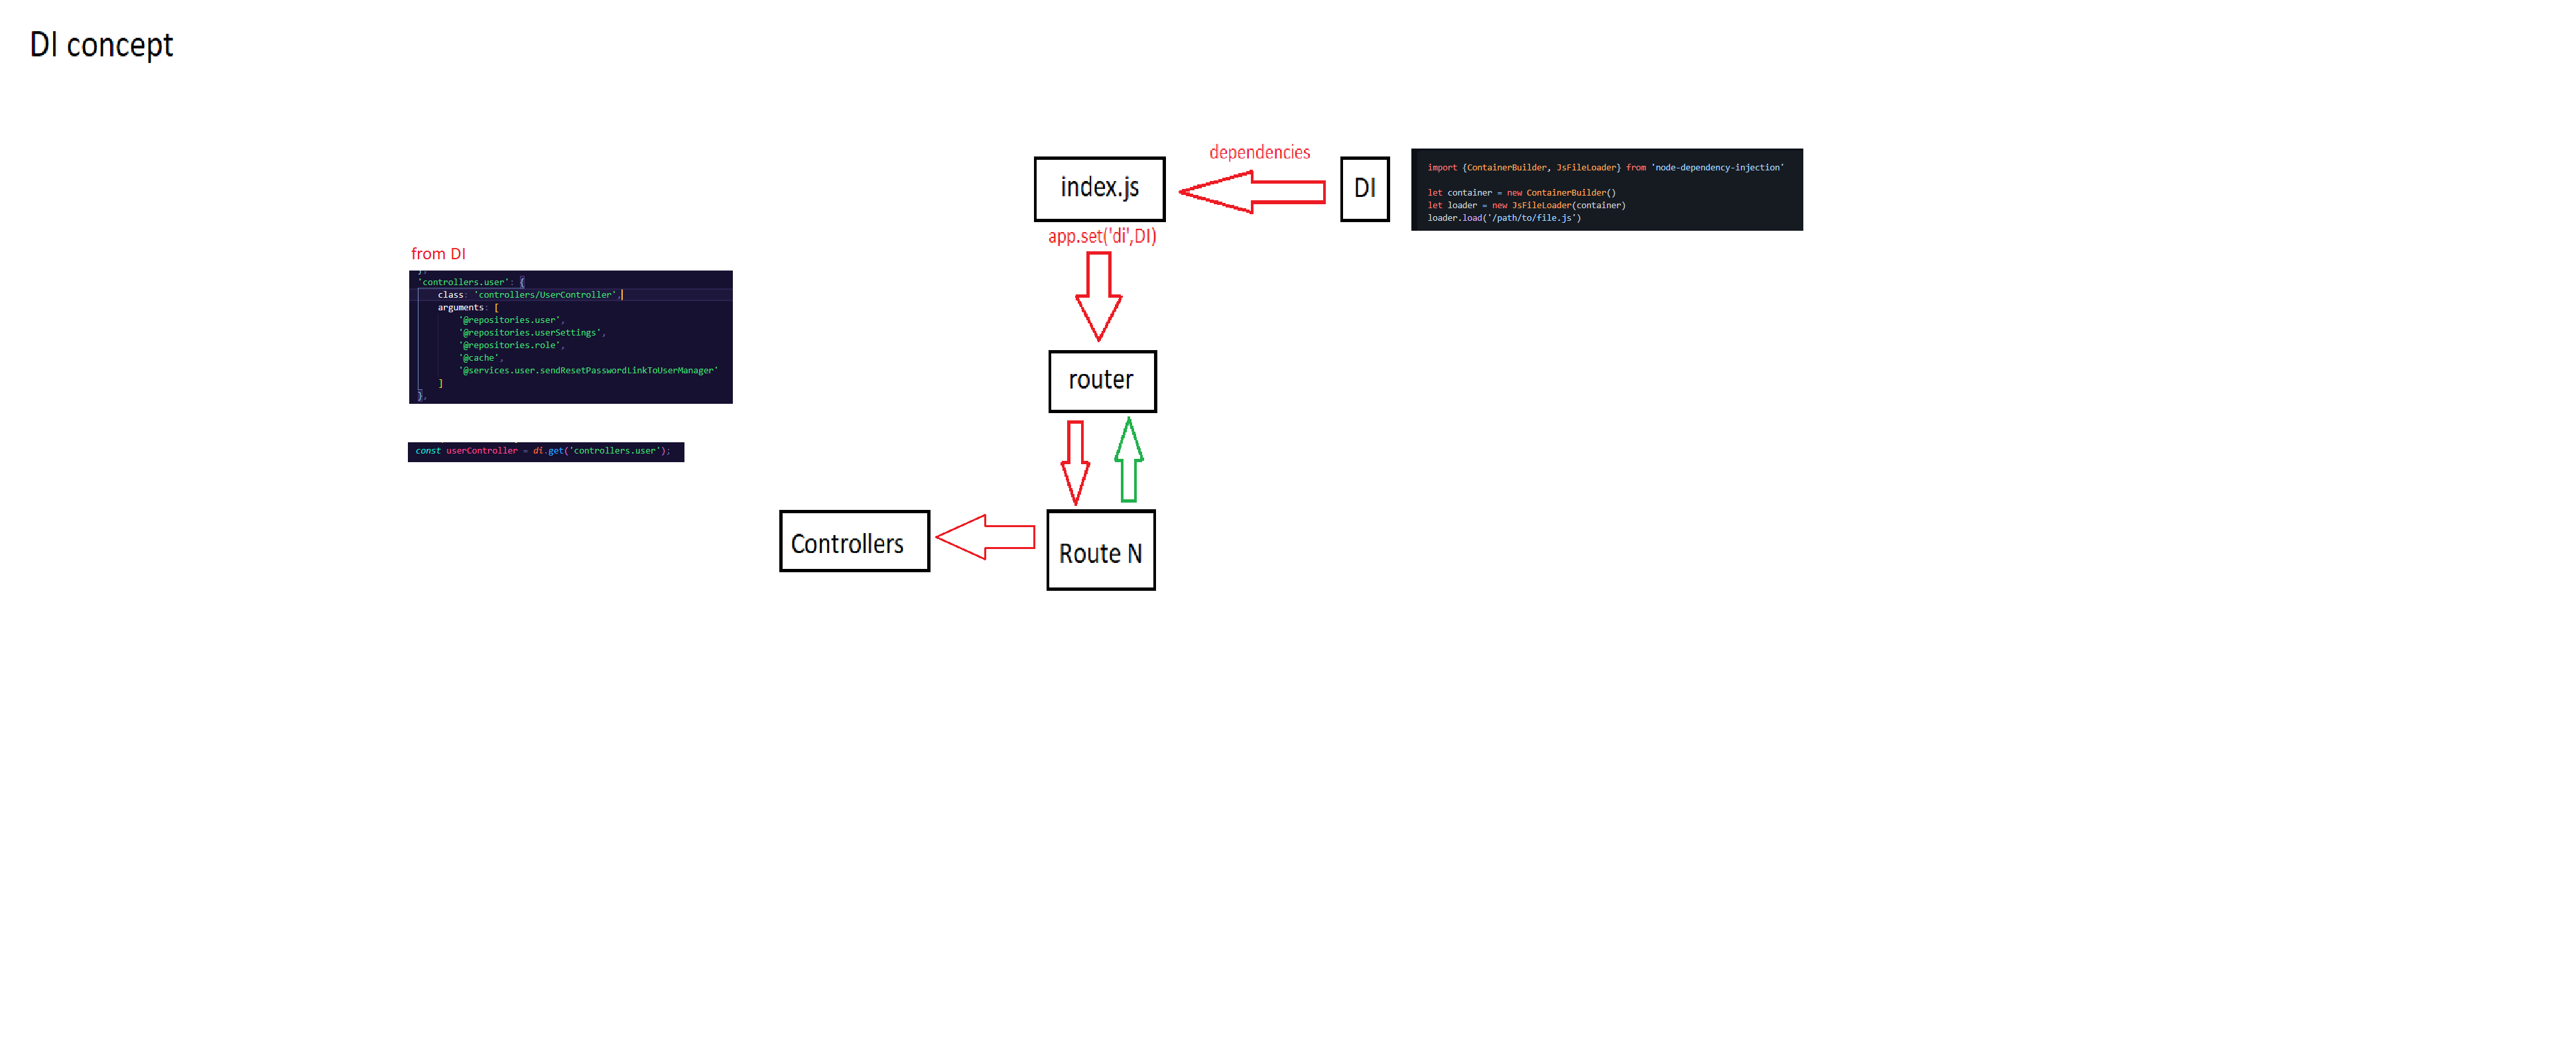 DI concept
dependencies
index.js
DI
import {ContainerBuilder, JsFileLoader} from 'node-dependency-injection'
let container = new ContainerBuilder()
let loader = new JsFileLoader(container)
loader.load('/path/to/file.js')
app.set('di',DI)
from DI
},
'controllers.user': {
class: 'controllers/UserController',
arguments: [
'@repositories.user',
'@repositories.userSettings',
'@repositories.role',
'@cache',
'@services.user.sendResetPasswordLinkToUserManager'
]
},
router
const userController = di.get('controllers.user');
Controllers
Route N